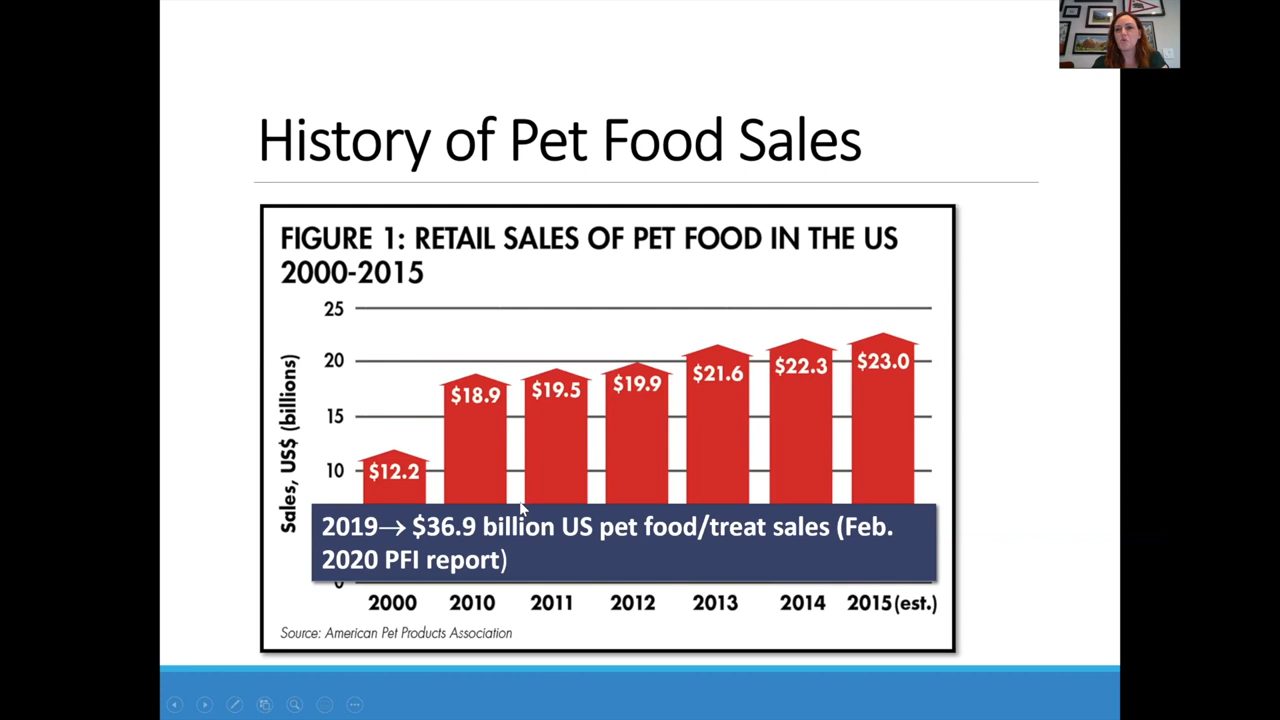 History of Pet Food Sales
FIGURE 1: RETAIL SALES OF PET FOOD IN THE US
2000-2015
25
20
15
10
0
Sales, US$ (billions)
$12.2
$18.9
$19.5
$19.9
$21.6
$22.3
$23.0
2019→ $36.9 billion US pet food/treat sales (Feb.
2020 PFI report)
2000 2010 2011 2012 2013 2014 2015(est.)
Source: American Pet Products Association